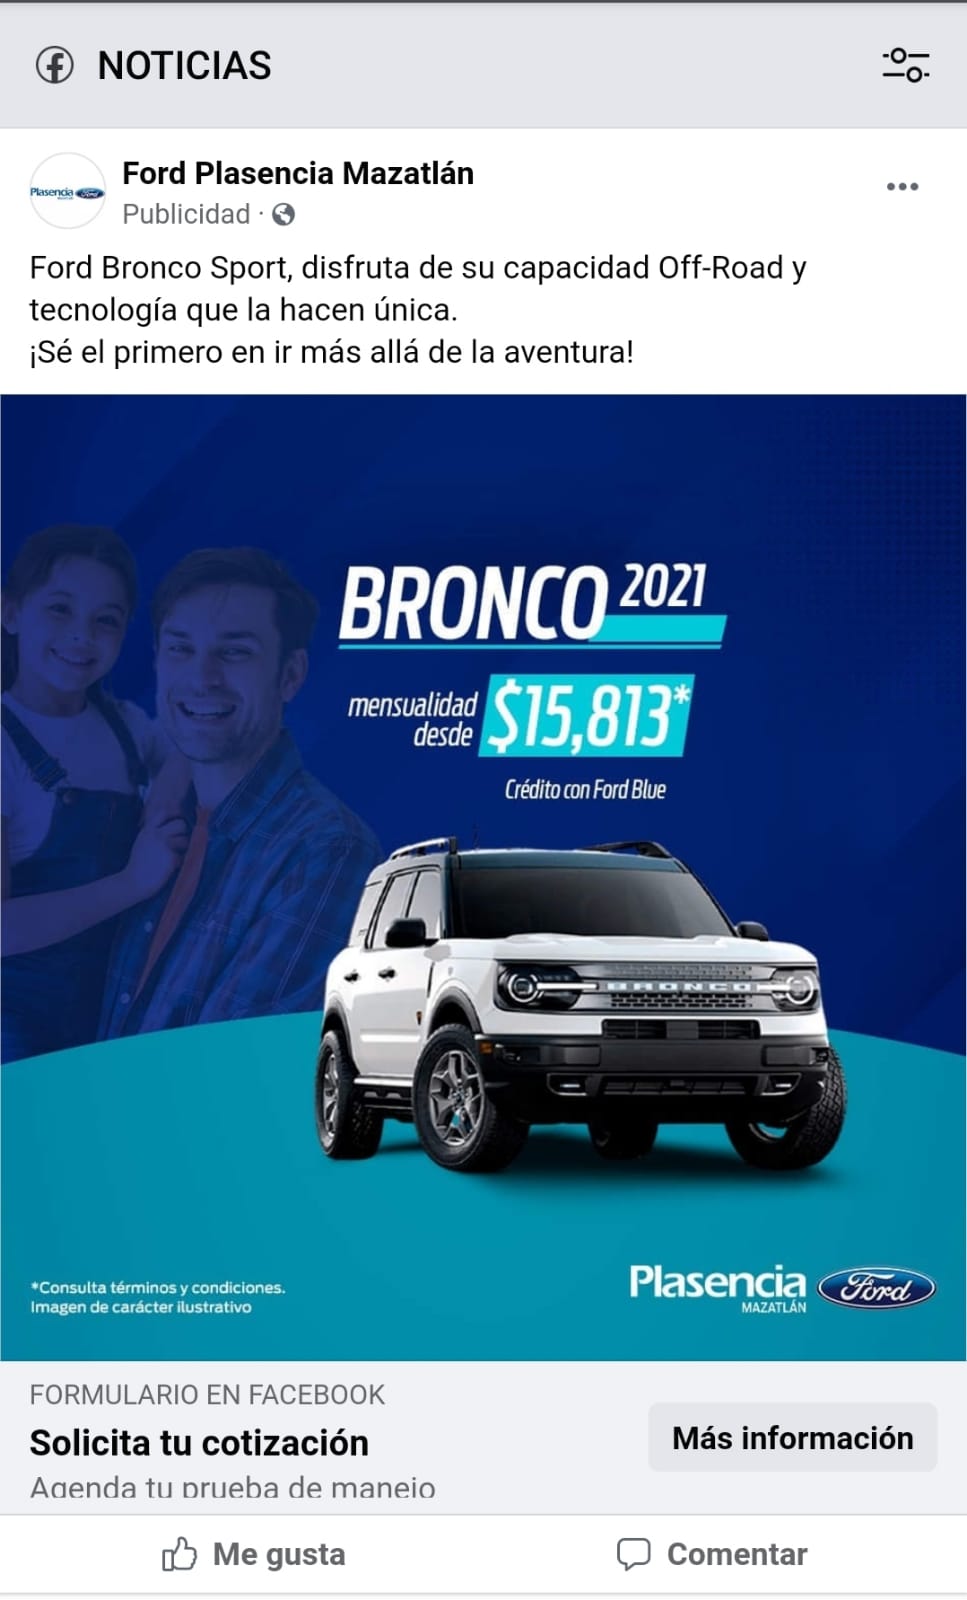 NOTICIAS
Ford Plasencia Mazatlán
Publicidad ·
Ford Bronco Sport, disfruta de su capacidad Off-Road y
tecnología que la hacen única.
¡Sé el primero en ir más allá de la aventura!
BRONCO 2021
mensualidad
desde $15,813*
Crédito con Ford Blue
BRONCO
*Consulta términos y condiciones.
Imagen de carácter ilustrativo
Plasencia Ford
MAZATLÁN
FORMULARIO EN FACEBOOK
Solicita tu cotización
Más información
Agenda tu prueba de manejo
Me gusta
Comentar